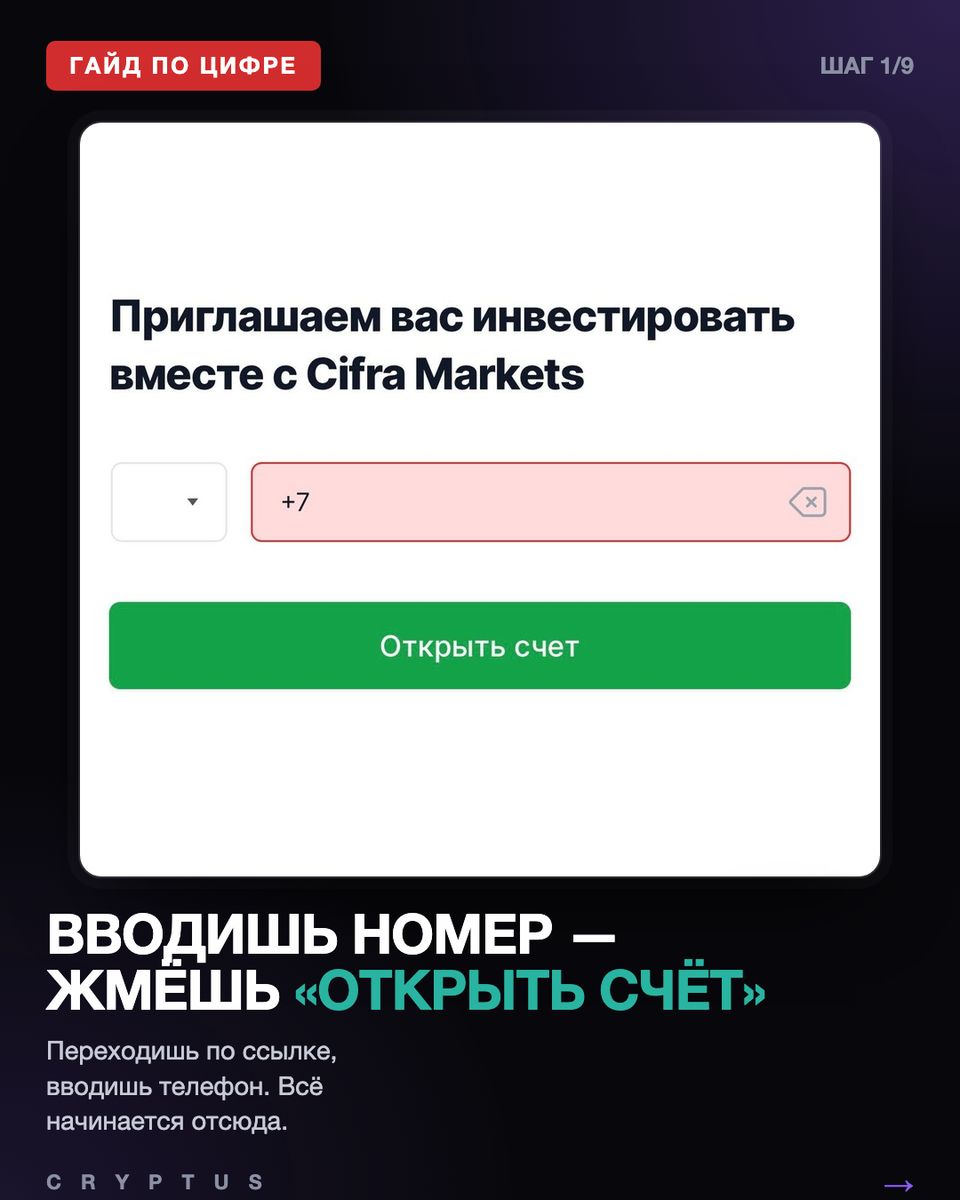 ГАЙД ПО ЦИФРЕ
ШАГ 1/9
Приглашаем вас инвестировать
вместе с Cifra Markets
+7
Открыть счет
ВВОДИШЬ НОМЕР —
ЖМЁШЬ «ОТКРЫТЬ СЧЁТ»
Переходишь по ссылке,
вводишь телефон. Всё
начинается отсюда.
CRYPTUS →